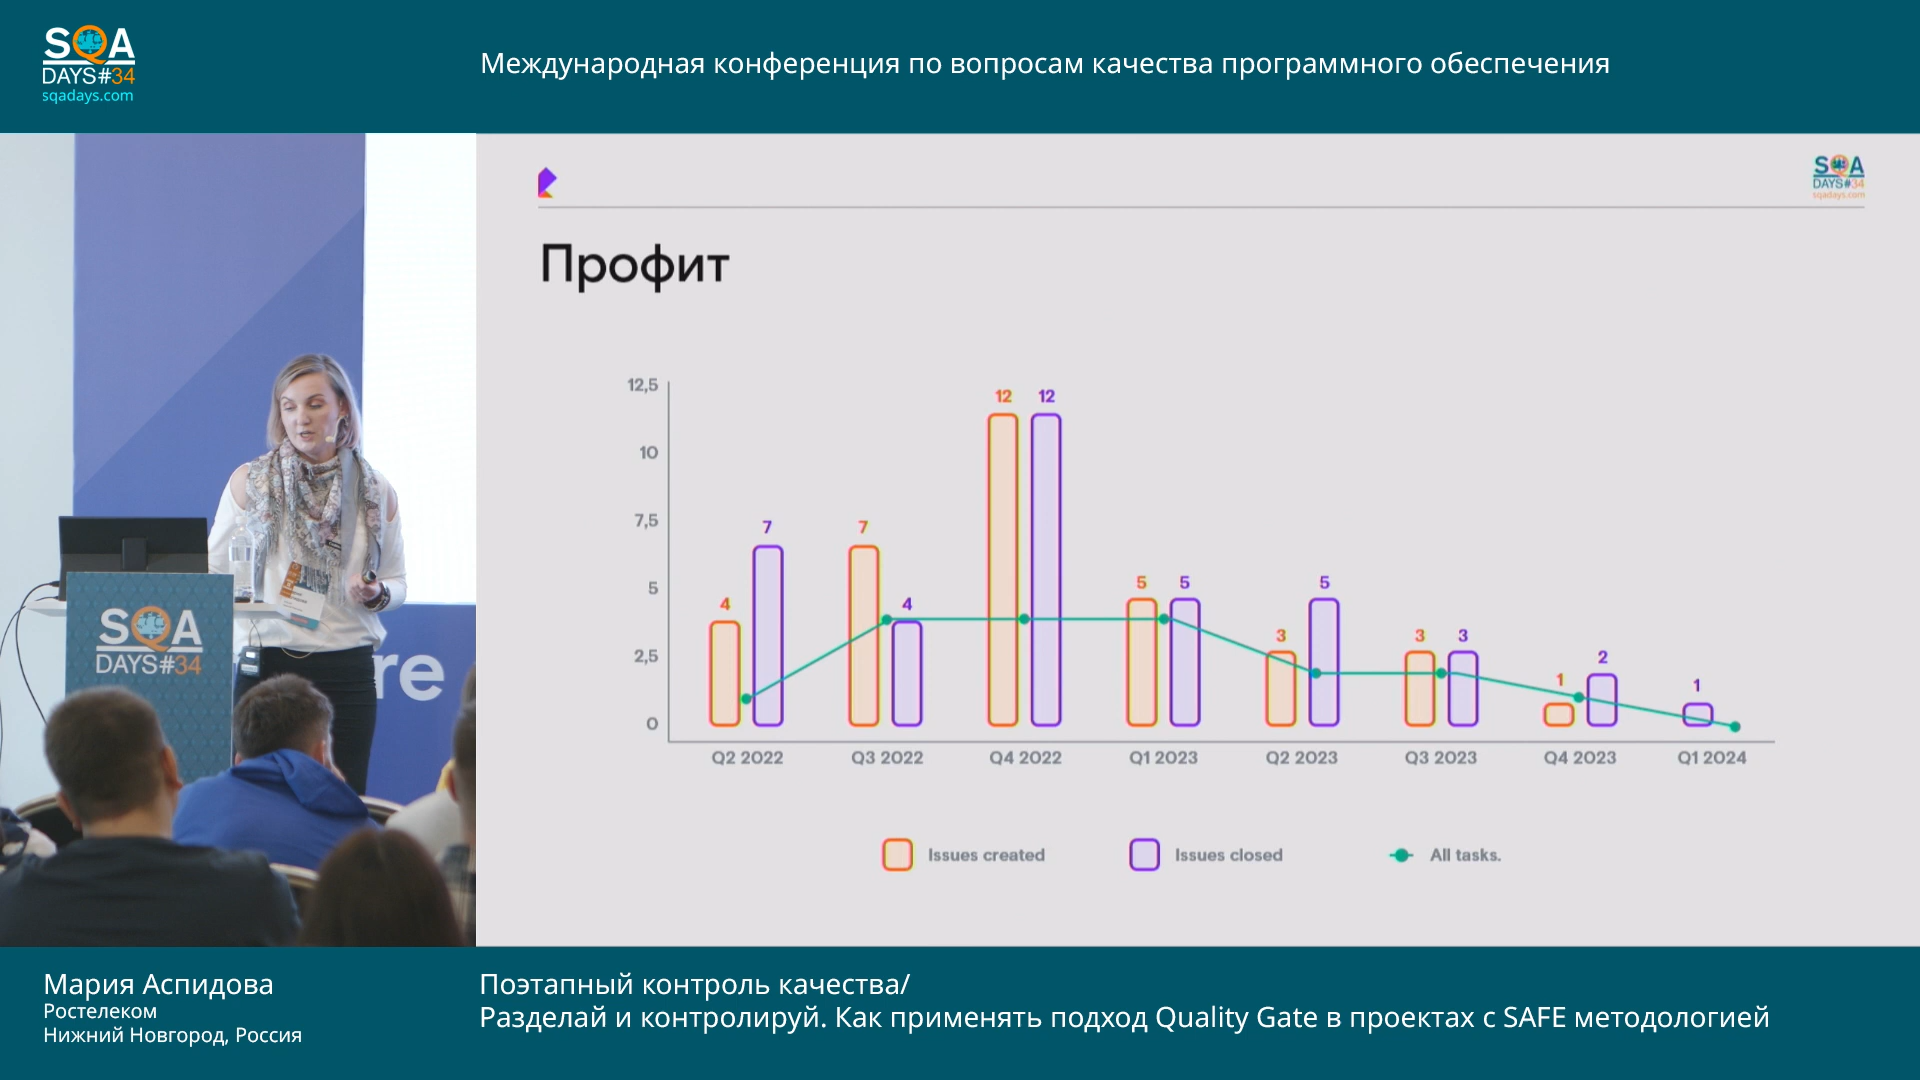 SQA
DAYS#34
sqadays.com
Международная конференция по вопросам качества программного обеспечения
SQA
DAYS#34
sqadays.com
Профит
12,5
10
7,5
5
2,5
0
4
7
7
4
12
12
5
5
3
5
3
3
1
2
1
Q2 2022
Q3 2022
Q4 2022
Q1 2023
Q2 2023
Q3 2023
Q4 2023
Q1 2024
Issues created
Issues closed
All tasks.
SQA
DAYS#34
re
Мария Аспидова
Ростелеком
Нижний Новгород, Россия
Поэтапный контроль качества/
Разделай и контролируй. Как применять подход Quality Gate в проектах с SAFE методологией